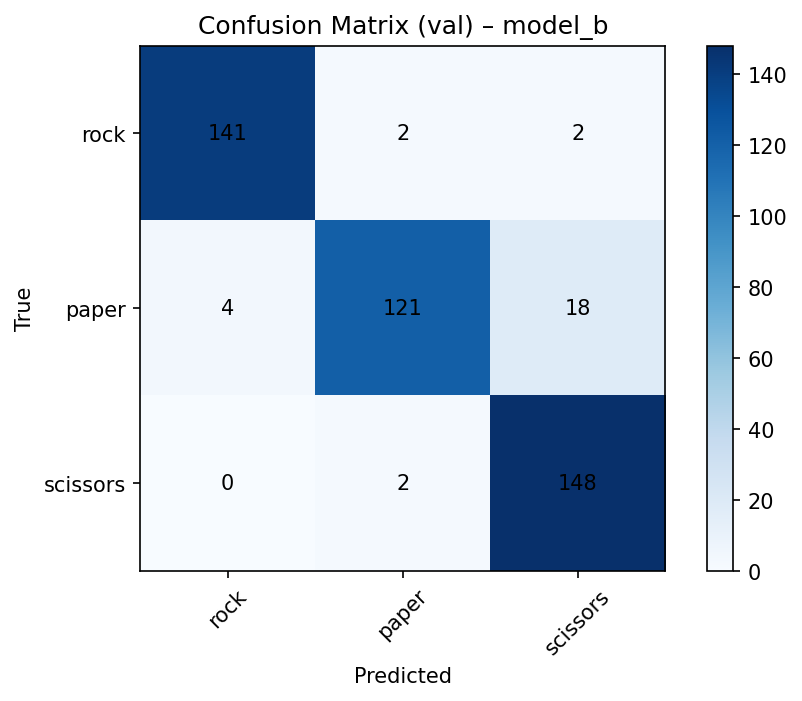 Confusion Matrix (val) – model_b
140
120
100
80
60
40
20
0
True
rock
141
2
2
paper
4
121
18
scissors
0
2
148
rock
paper
scissors
Predicted